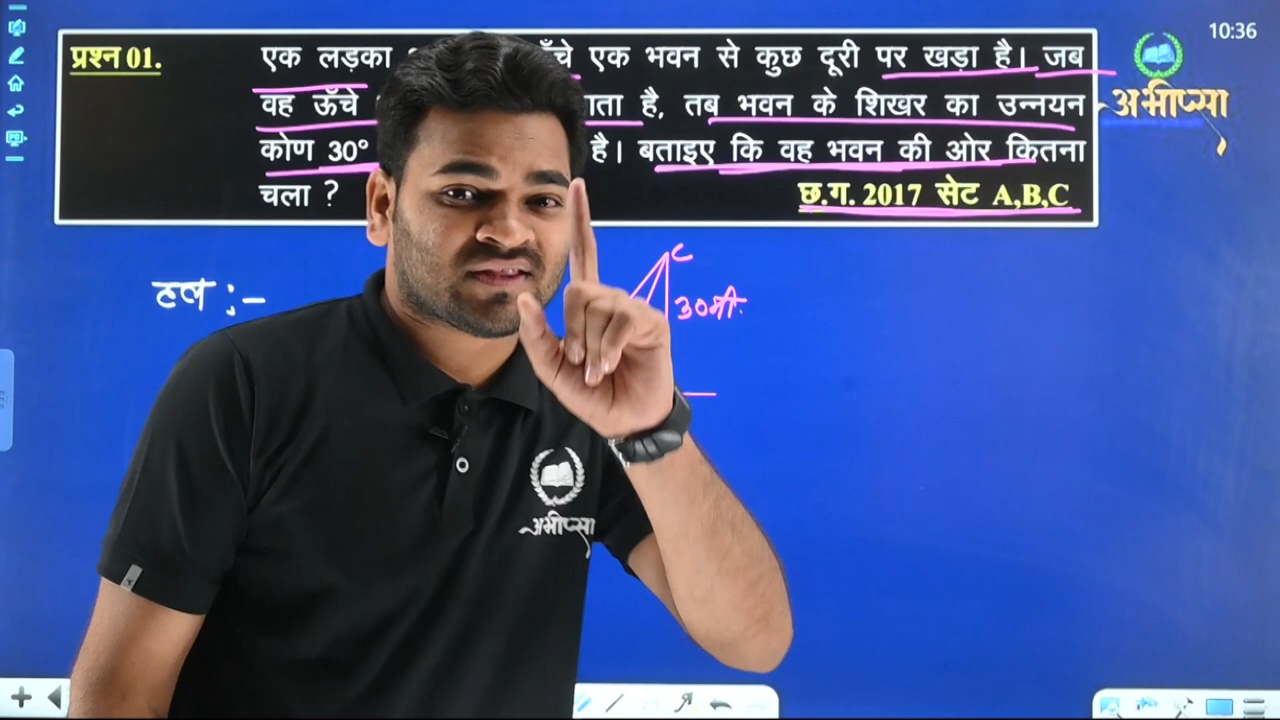 10:36
प्रश्न 01. एक लड़का एक भवन से कुछ दूरी पर खड़ा है। जब
वह ऊँचे है, तब भवन के शिखर का उन्नयन
कोण 30° है। बताइए कि वह भवन की ओर कितना
चला ?
छ.ग. 2017 सेट A,B,C
अभीप्सा
हल :-
C
30मी.
अभीप्सा